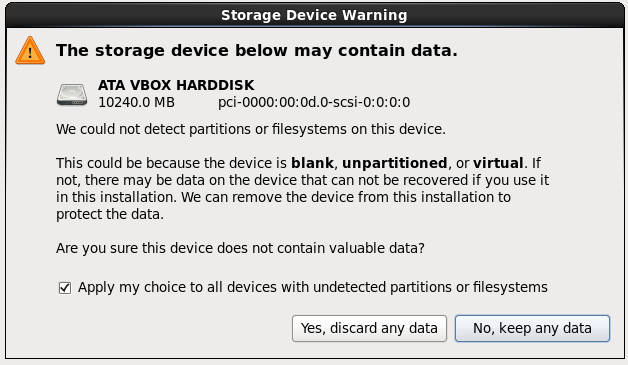 Storage Device Warning
The storage device below may contain data.
ATA VBOX HARDDISK
10240.0 MB pci-0000:00:0d.0-scsi-0:0:0:0
We could not detect partitions or filesystems on this device.
This could be because the device is blank, unpartitioned, or virtual. If
not, there may be data on the device that can not be recovered if you use it
in this installation. We can remove the device from this installation to
protect the data.
Are you sure this device does not contain valuable data?
Apply my choice to all devices with undetected partitions or filesystems
Yes, discard any data No, keep any data